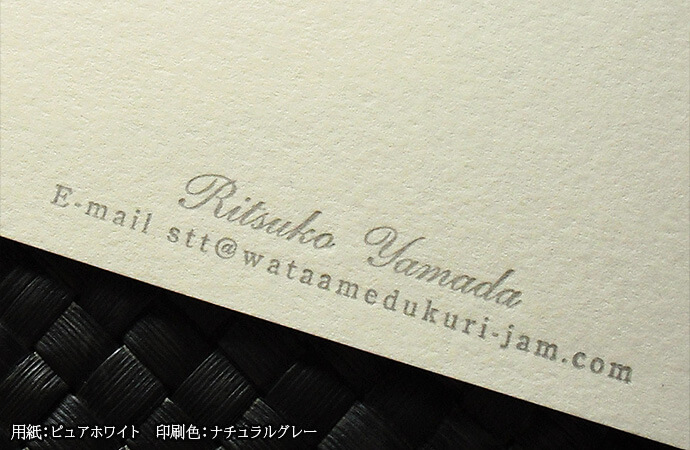 Ritsuko Yamada
E-mail stt@wataamedukuri-jam.com
用紙:ピュアホワイト　印刷色:ナチュラルグレー